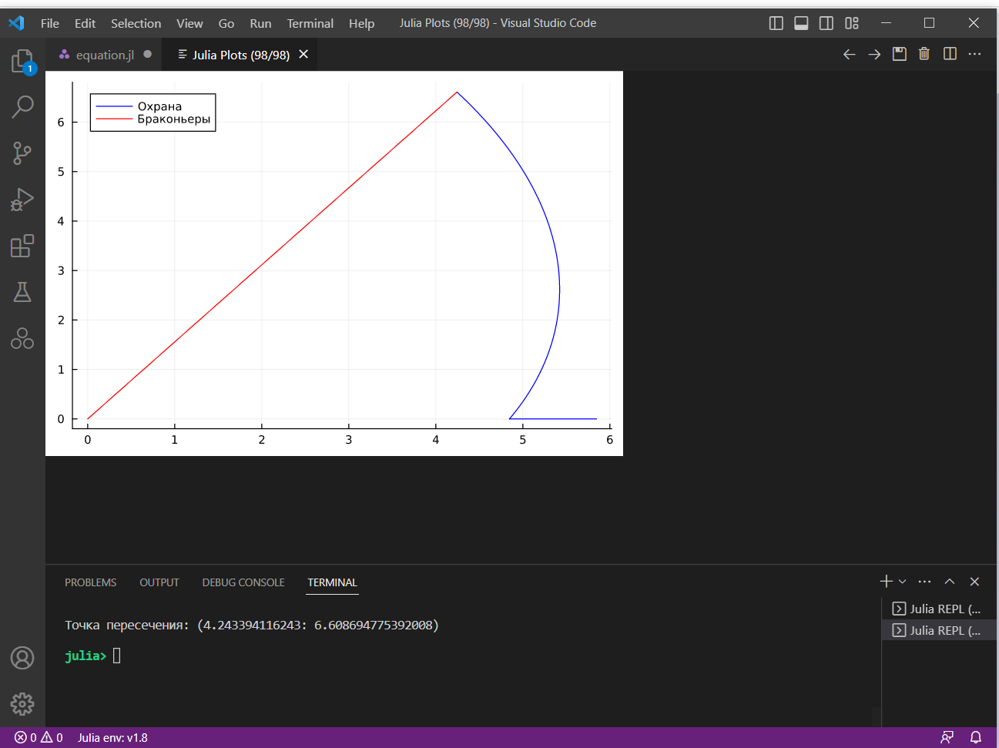 File Edit Selection View Go Run Terminal Help Julia Plots (98/98) - Visual Studio Code
equation.jl Julia Plots (98/98)
1
Охрана
Браконьеры
6
5
4
3
2
1
0
0 1 2 3 4 5 6
PROBLEMS OUTPUT DEBUG CONSOLE TERMINAL
Точка пересечения: (4.243394116243: 6.608694775392008)
julia>
Julia REPL (...
Julia REPL (...
0 0 Julia env: v1.8